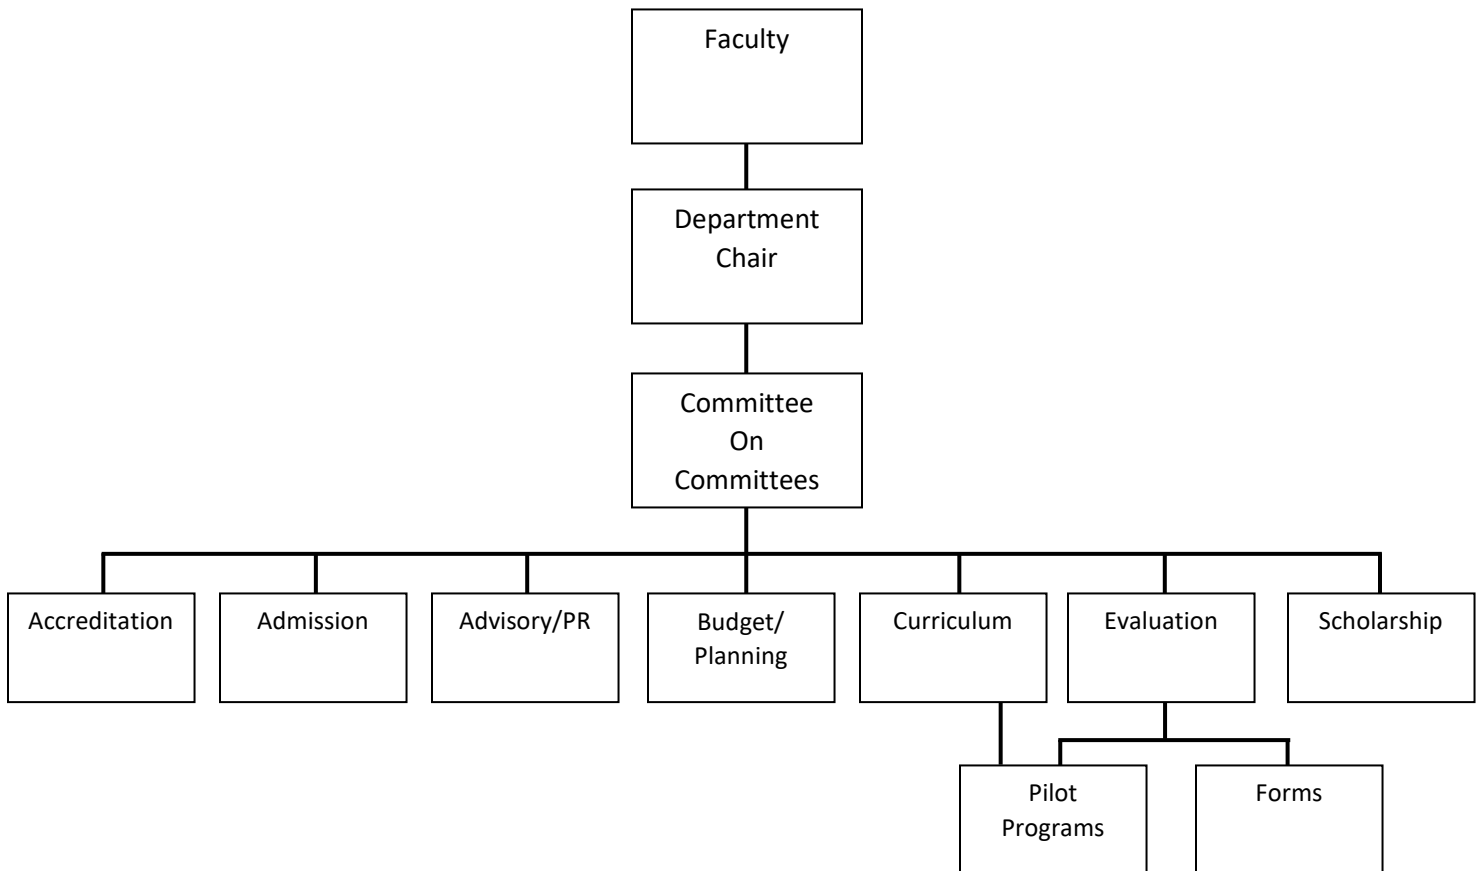 Faculty
Department
Chair
Committee
On
Committees
Accreditation
Admission
Advisory/PR
Budget/
Planning
Curriculum
Evaluation
Scholarship
Pilot
Programs
Forms